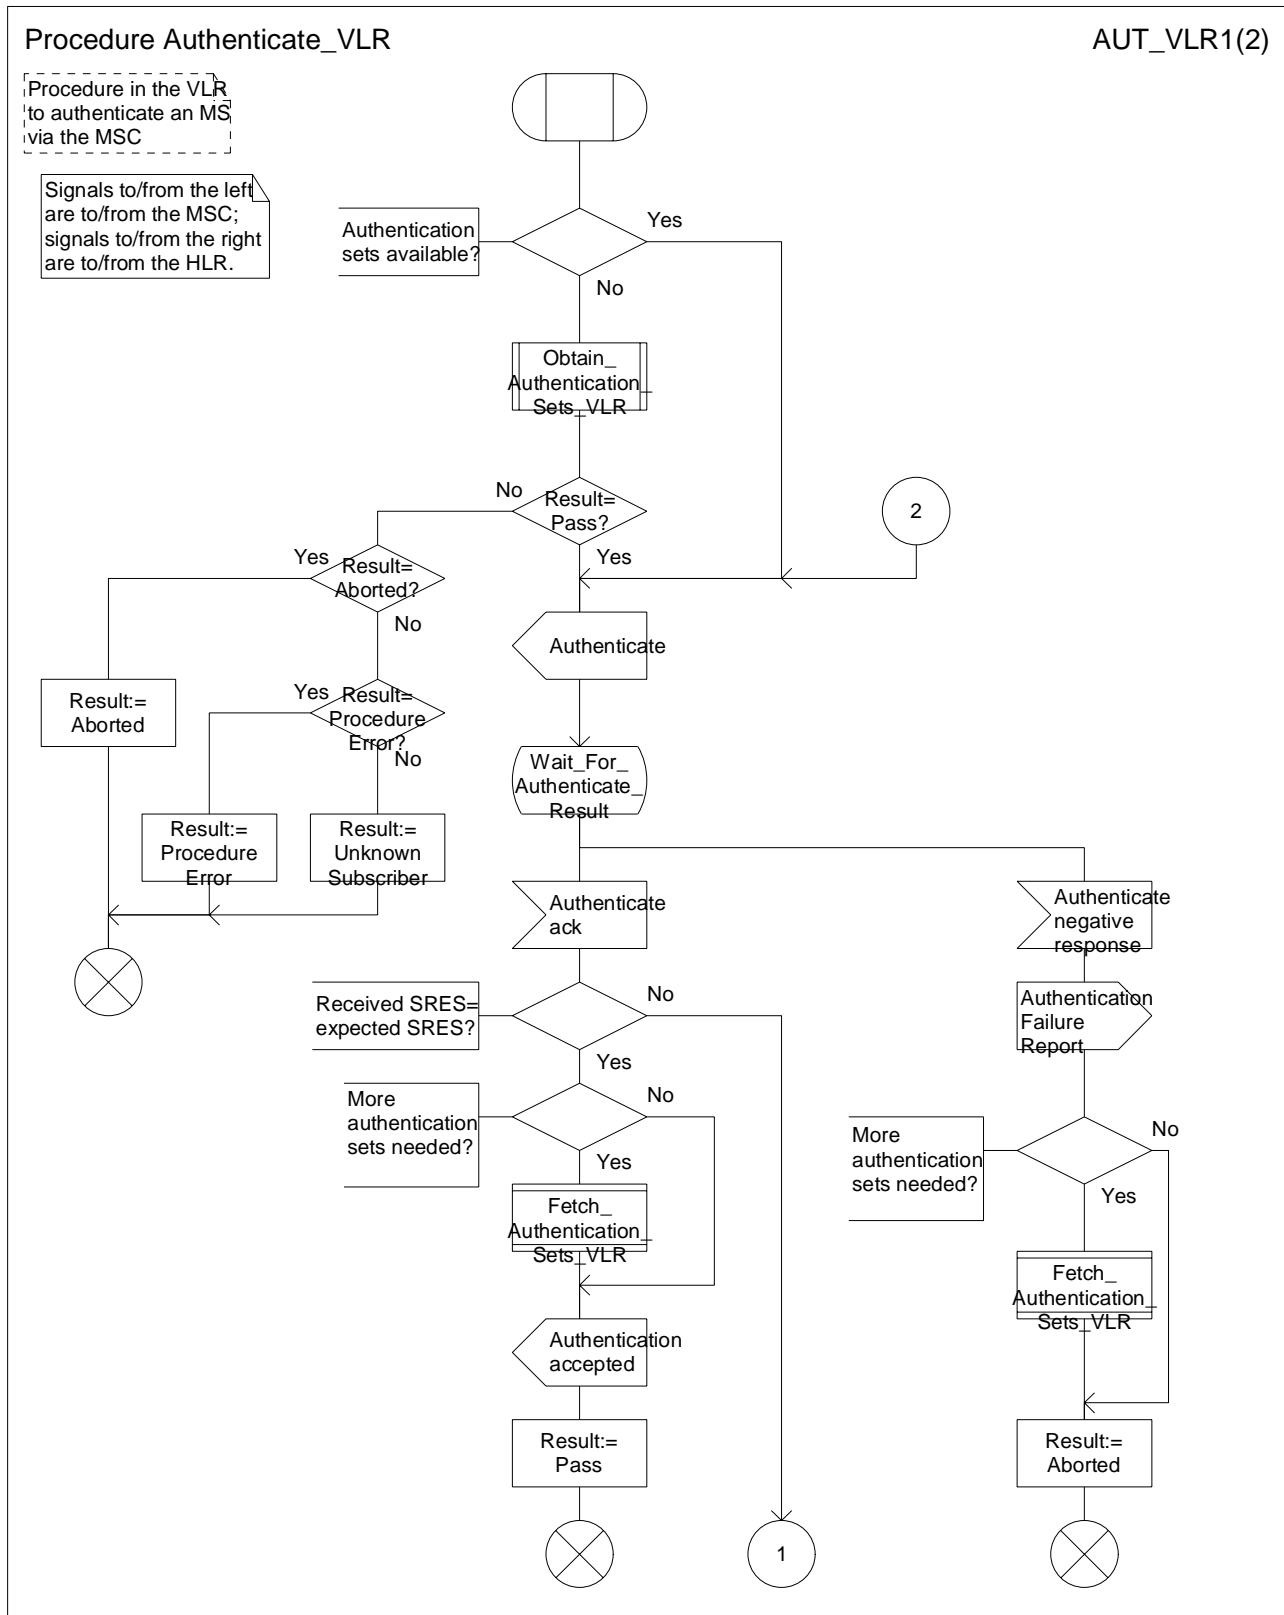 Procedure Authenticate_VLR
AUT_VLR1(2)
Procedure in the VLR
to authenticate an MS
via the MSC
Signals to/from the left
are to/from the MSC;
signals to/from the right
are to/from the HLR.
Authentication
sets available?
Yes
No
Obtain_
Authentication_
Sets_VLR
No
Result=
Pass?
Yes
2
Yes
Result=
Aborted?
No
Authenticate
Result:=
Aborted
Yes
Result=
Procedure
Error?
No
Wait_For_
Authenticate_
Result
Result:=
Procedure
Error
Result:=
Unknown
Subscriber
Authenticate
ack
Authenticate
negative
response
Received SRES=
expected SRES?
No
Yes
Authentication
Failure
Report
More
authentication
sets needed?
No
Yes
More
authentication
sets needed?
No
Yes
Fetch_
Authentication_
Sets_VLR
Fetch_
Authentication_
Sets_VLR
Authentication
accepted
Result:=
Pass
Result:=
Aborted
1